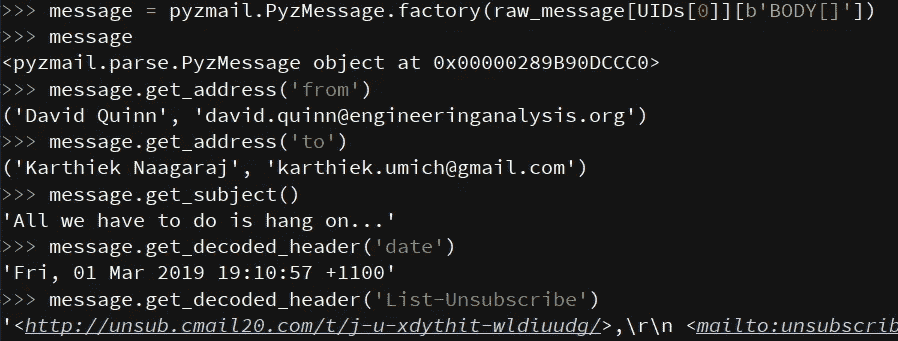 >>> message = pyzmail.PyzMessage.factory(raw_message[UIDs[0]][b'BODY[]'])
>>> message
<pyzmail.parse.PyzMessage object at 0x00000289B90DCCC0>
>>> message.get_address('from')
('David Quinn', 'david.quinn@engineeringanalysis.org')
>>> message.get_address('to')
('Karthiek Naagaraj', 'karthiek.umich@gmail.com')
>>> message.get_subject()
'All we have to do is hang on...'
>>> message.get_decoded_header('date')
'Fri, 01 Mar 2019 19:10:57 +1100'
>>> message.get_decoded_header('List-Unsubscribe')
'<http://unsub.cmail20.com/t/j-u-xdythit-wldiuudg/>,\r\n <mailto:unsubscrib